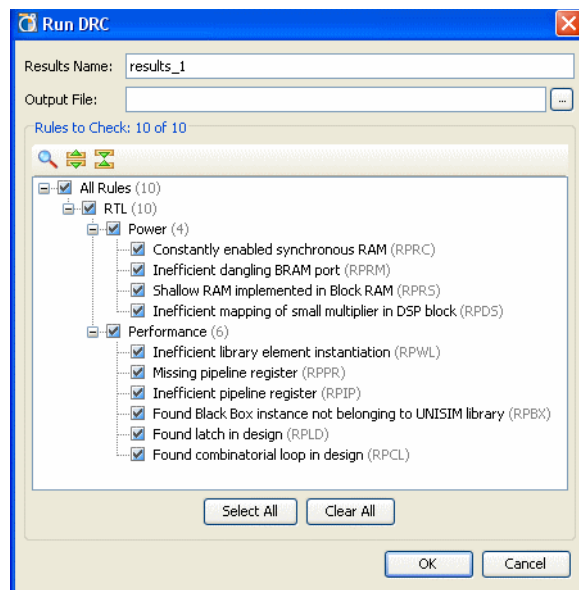 Run DRC
Results Name: results_1
Output File: ...
Rules to Check: 10 of 10
All Rules (10)
RTL (10)
Power (4)
Constantly enabled synchronous RAM (RPRC)
Inefficient dangling BRAM port (RPRM)
Shallow RAM implemented in Block RAM (RPRS)
Inefficient mapping of small multiplier in DSP block (RPDS)
Performance (6)
Inefficient library element instantiation (RPWL)
Missing pipeline register (RPPR)
Inefficient pipeline register (RPIP)
Found Black Box instance not belonging to UNISIM library (RPBX)
Found latch in design (RPLD)
Found combinatorial loop in design (RPCL)
Select All Clear All
OK Cancel